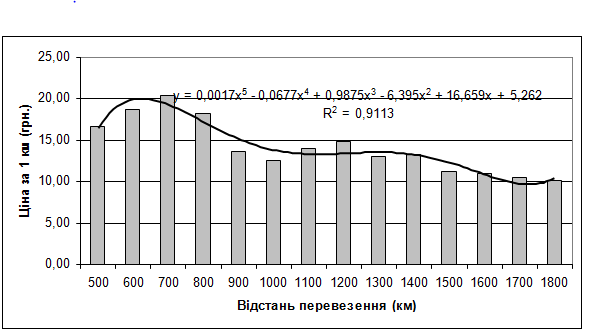 25,00
20,00
15,00
10,00
5,00
0,00
Ціна за 1 км (грн.)
y = 0,0017x⁵ - 0,0677x⁴ + 0,9875x³ - 6,395x² + 16,659x + 5,262
R² = 0,9113
500 600 700 800 900 1000 1100 1200 1300 1400 1500 1600 1700 1800
Відстань перевезення (км)